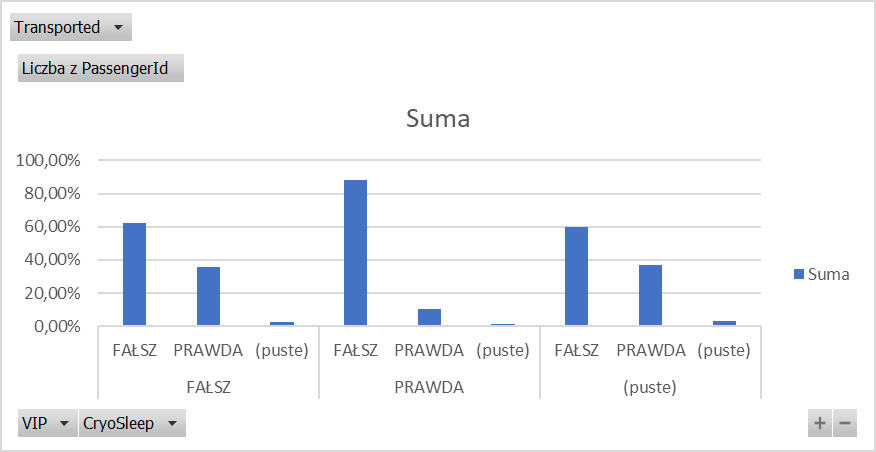 Transported
Liczba z PassengerId
Suma
100,00%
80,00%
60,00%
40,00%
20,00%
0,00%
Suma
FAŁSZ PRAWDA (puste) FAŁSZ PRAWDA (puste) FAŁSZ PRAWDA (puste)
FAŁSZ PRAWDA (puste)
VIP CryoSleep + −